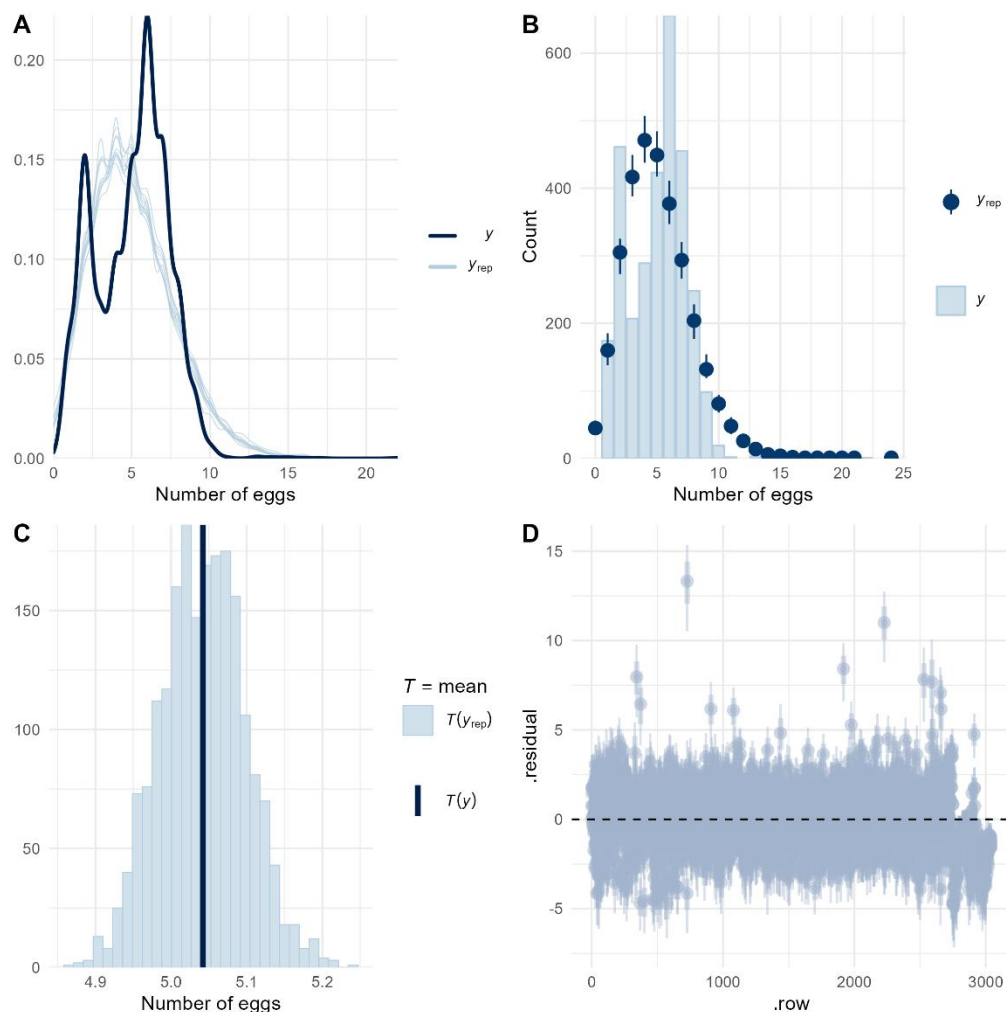 A
0.20
0.15
0.10
0.05
0.00
0 5 10 15 20
Number of eggs
y
yrep
B
600
400
200
0
Count
0 5 10 15 20 25
Number of eggs
yrep
y
C
150
100
50
0
4.9 5.0 5.1 5.2
Number of eggs
T = mean
T(yrep)
T(y)
D
15
10
5
0
-5
.residual
0 1000 2000 3000
.row